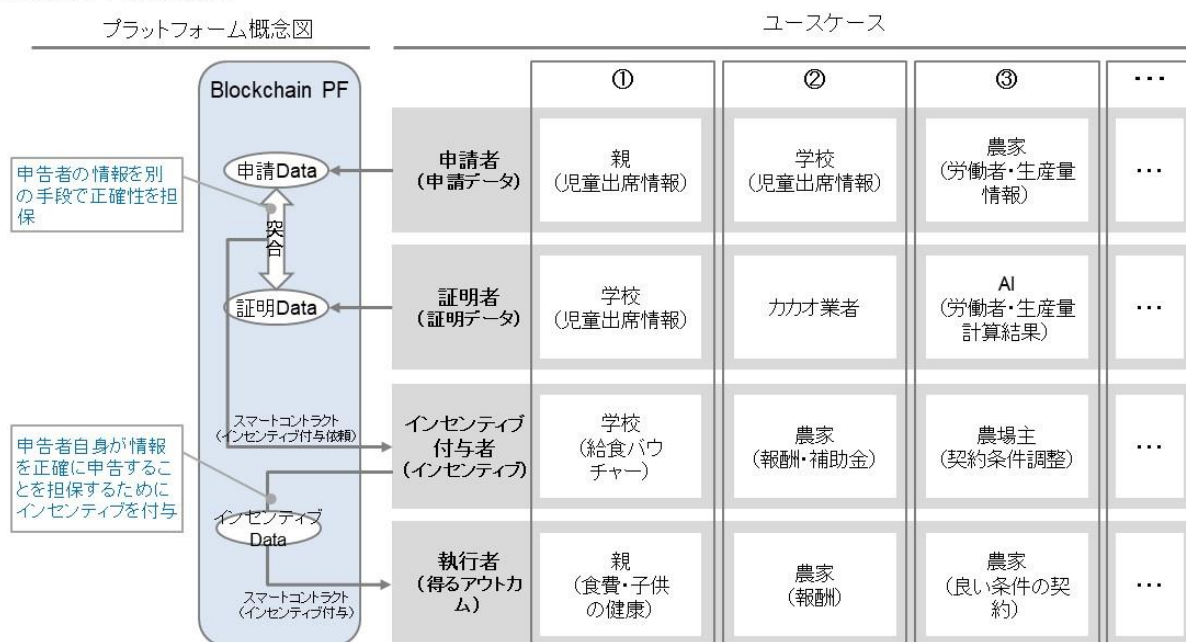 プラットフォーム概念図
ユースケース
Blockchain PF
申請Data
突
合
証明Data
スマートコントラクト
(インセンティブ付与依頼)
インセンティブ
Data
スマートコントラクト
(インセンティブ付与)
申告者の情報を別
の手段で正確性を担
保
申告者自身が情報
を正確に申告するこ
とを担保するために
インセンティブを付与
①
②
③
・・・
申請者
(申請データ)
親
(児童出席情報)
学校
(児童出席情報)
農家
(労働者・生産量
情報)
・・・
証明者
(証明データ)
学校
(児童出席情報)
カカオ業者
AI
(労働者・生産量
計算結果)
・・・
インセンティブ
付与者
(インセンティブ)
学校
(給食バウ
チャー)
農家
(報酬・補助金)
農場主
(契約条件調整)
・・・
執行者
(得るアウトカ
ム)
親
(食費・子供
の健康)
農家
(報酬)
農家
(良い条件の契
約)
・・・